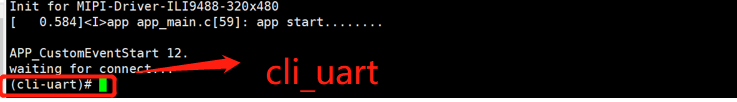 Init for MIPI-Driver-ILI9488-320x480
[   0.584]<I>app app_main.c[59]: app start........
APP_CustomEventStart 12.
waiting for connect...
(cli-uart)#
cli_uart